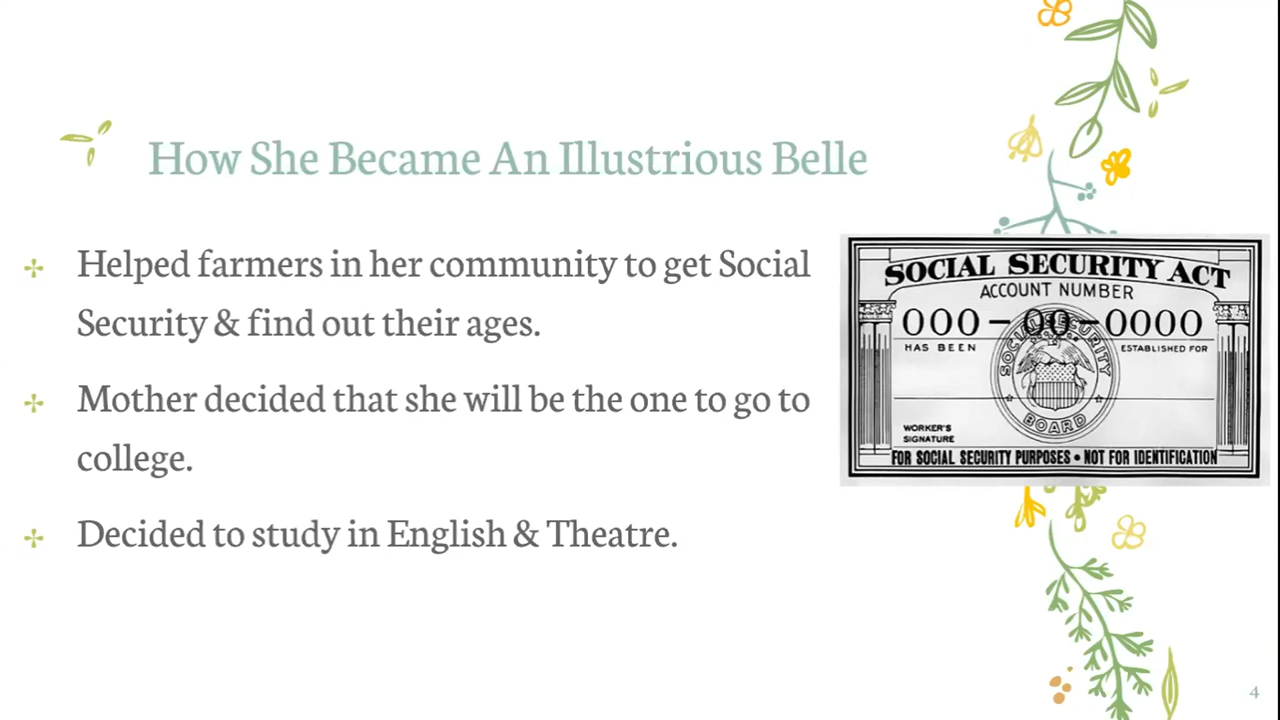 How She Became An Illustrious Belle
Helped farmers in her community to get Social
Security & find out their ages.
Mother decided that she will be the one to go to
college.
Decided to study in English & Theatre.
SOCIAL SECURITY ACT
ACCOUNT NUMBER
000-00-0000
HAS BEEN ESTABLISHED FOR
SOCIAL SECURITY
BOARD
WORKER'S
SIGNATURE
FOR SOCIAL SECURITY PURPOSES • NOT FOR IDENTIFICATION
4